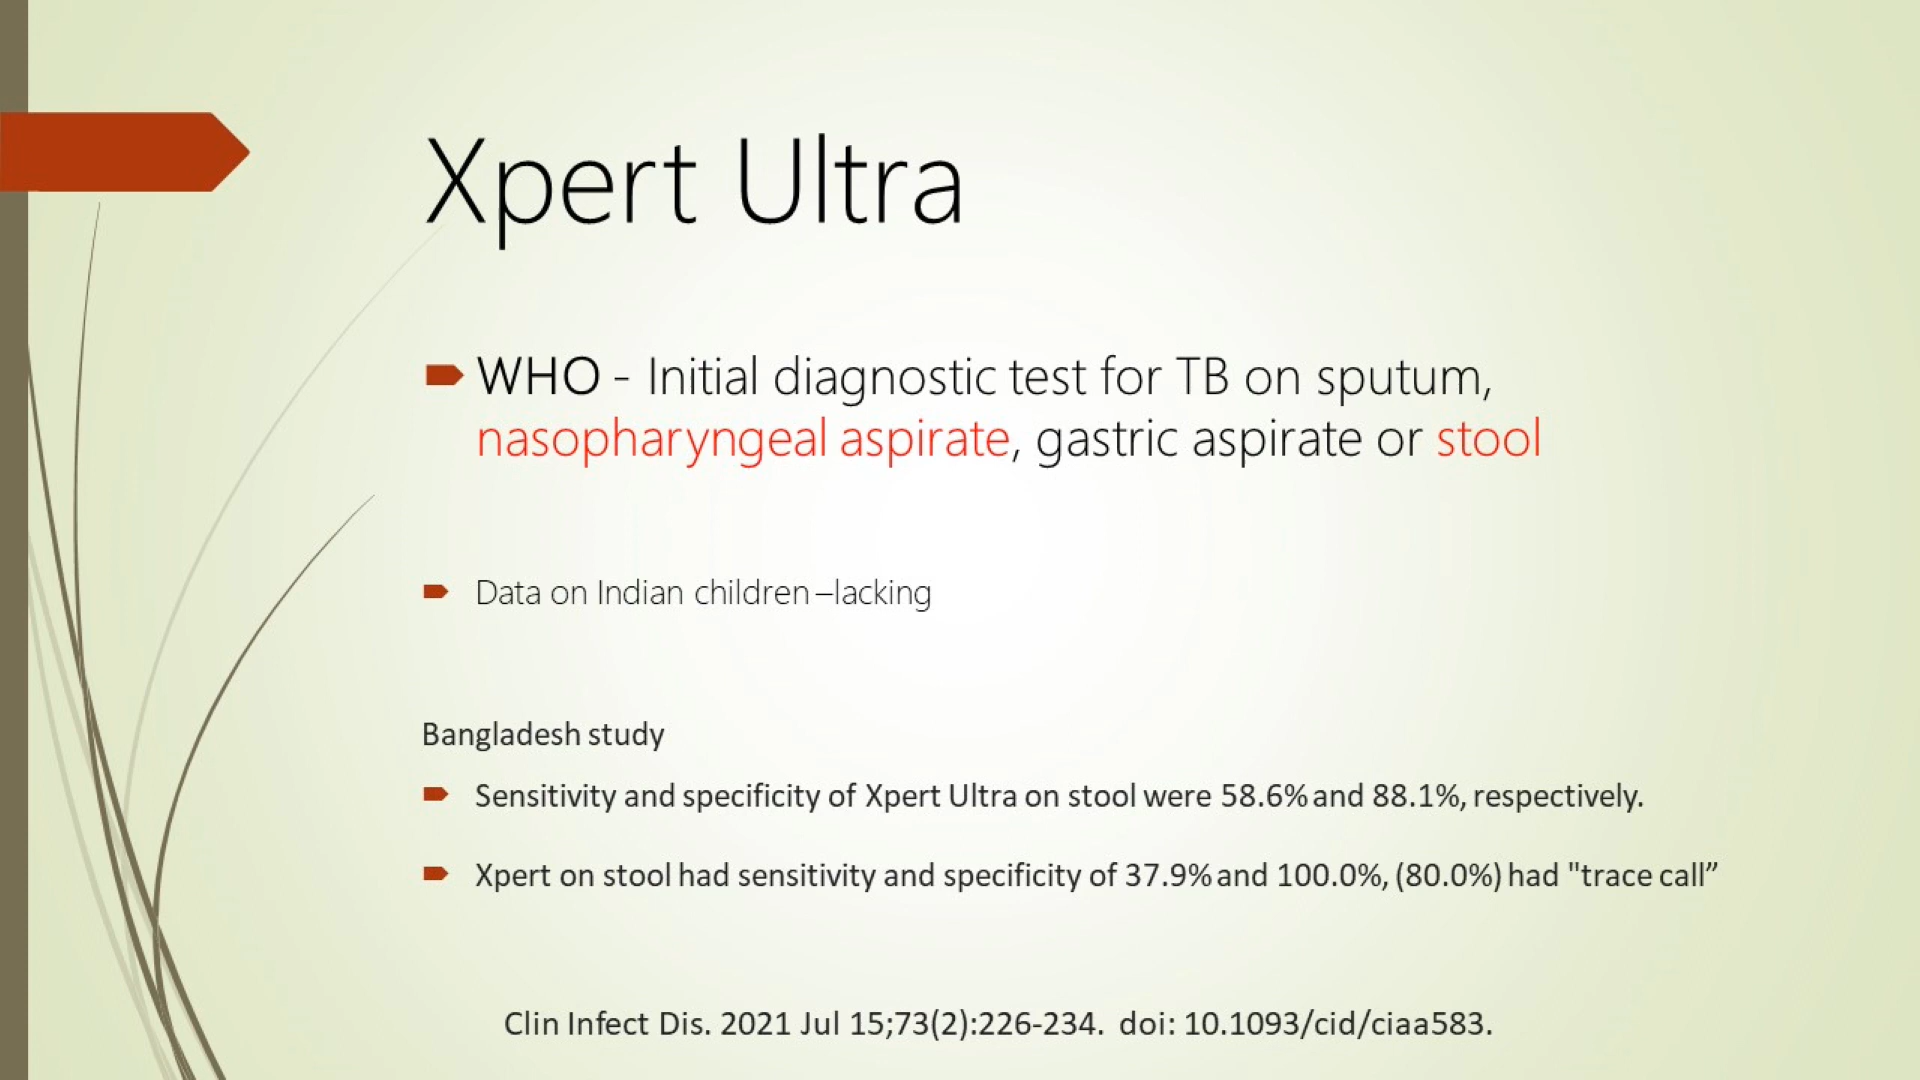 Xpert Ultra
WHO - Initial diagnostic test for TB on sputum,
nasopharyngeal aspirate, gastric aspirate or stool
Data on Indian children –lacking
Bangladesh study
Sensitivity and specificity of Xpert Ultra on stool were 58.6% and 88.1%, respectively.
Xpert on stool had sensitivity and specificity of 37.9% and 100.0%, (80.0%) had "trace call”
Clin Infect Dis. 2021 Jul 15;73(2):226-234. doi: 10.1093/cid/ciaa583.